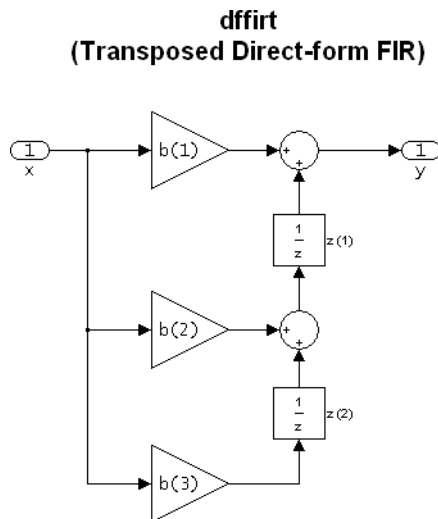 dffirt
(Transposed Direct-form FIR)
1
x
b(1)
+
+
1
y
1
z
z(1)
b(2)
+
+
1
z
z(2)
b(3)